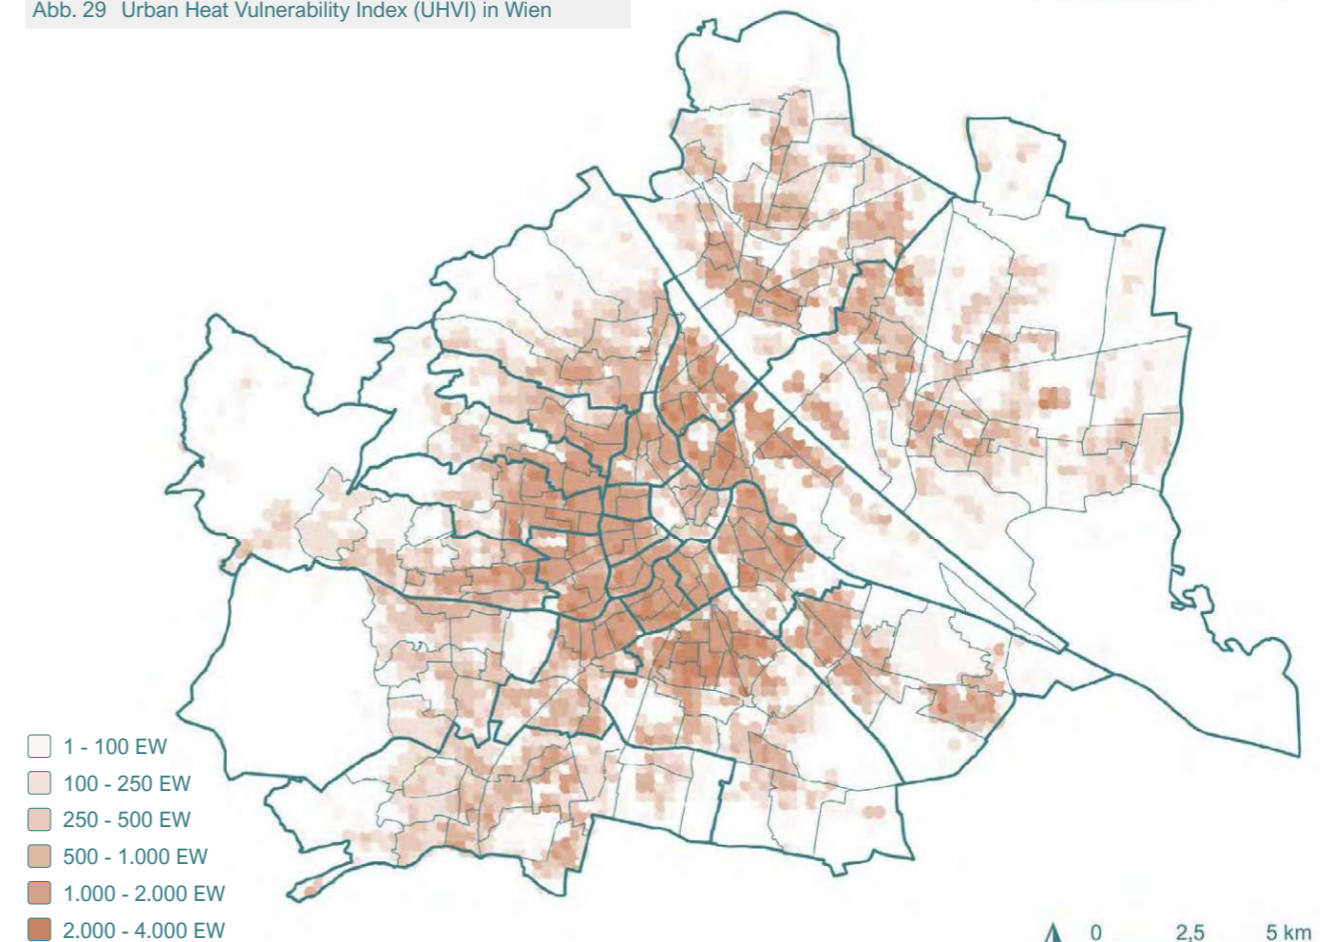 Abb. 29 Urban Heat Vulnerability Index (UHVI) in Wien
1 - 100 EW
100 - 250 EW
250 - 500 EW
500 - 1.000 EW
1.000 - 2.000 EW
2.000 - 4.000 EW
0 2,5 5 km